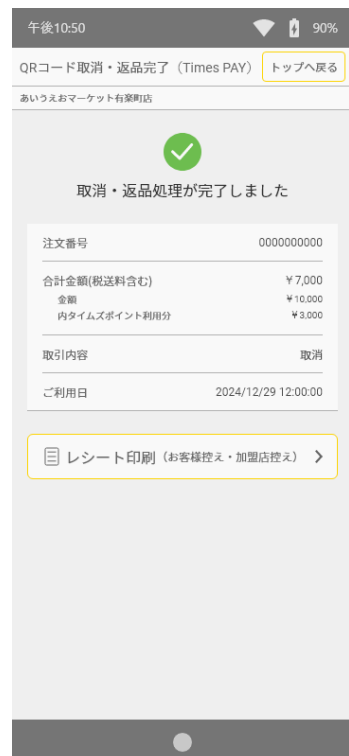 午後10:50 90%
QRコード取消・返品完了（Times PAY） トップへ戻る
あいうえおマーケット有楽町店
取消・返品処理が完了しました
注文番号 0000000000
合計金額(税送料含む) ￥7,000
金額 ￥10,000
内タイムズポイント利用分 ￥3,000
取引内容 取消
ご利用日 2024/12/29 12:00:00
レシート印刷（お客様控え・加盟店控え）